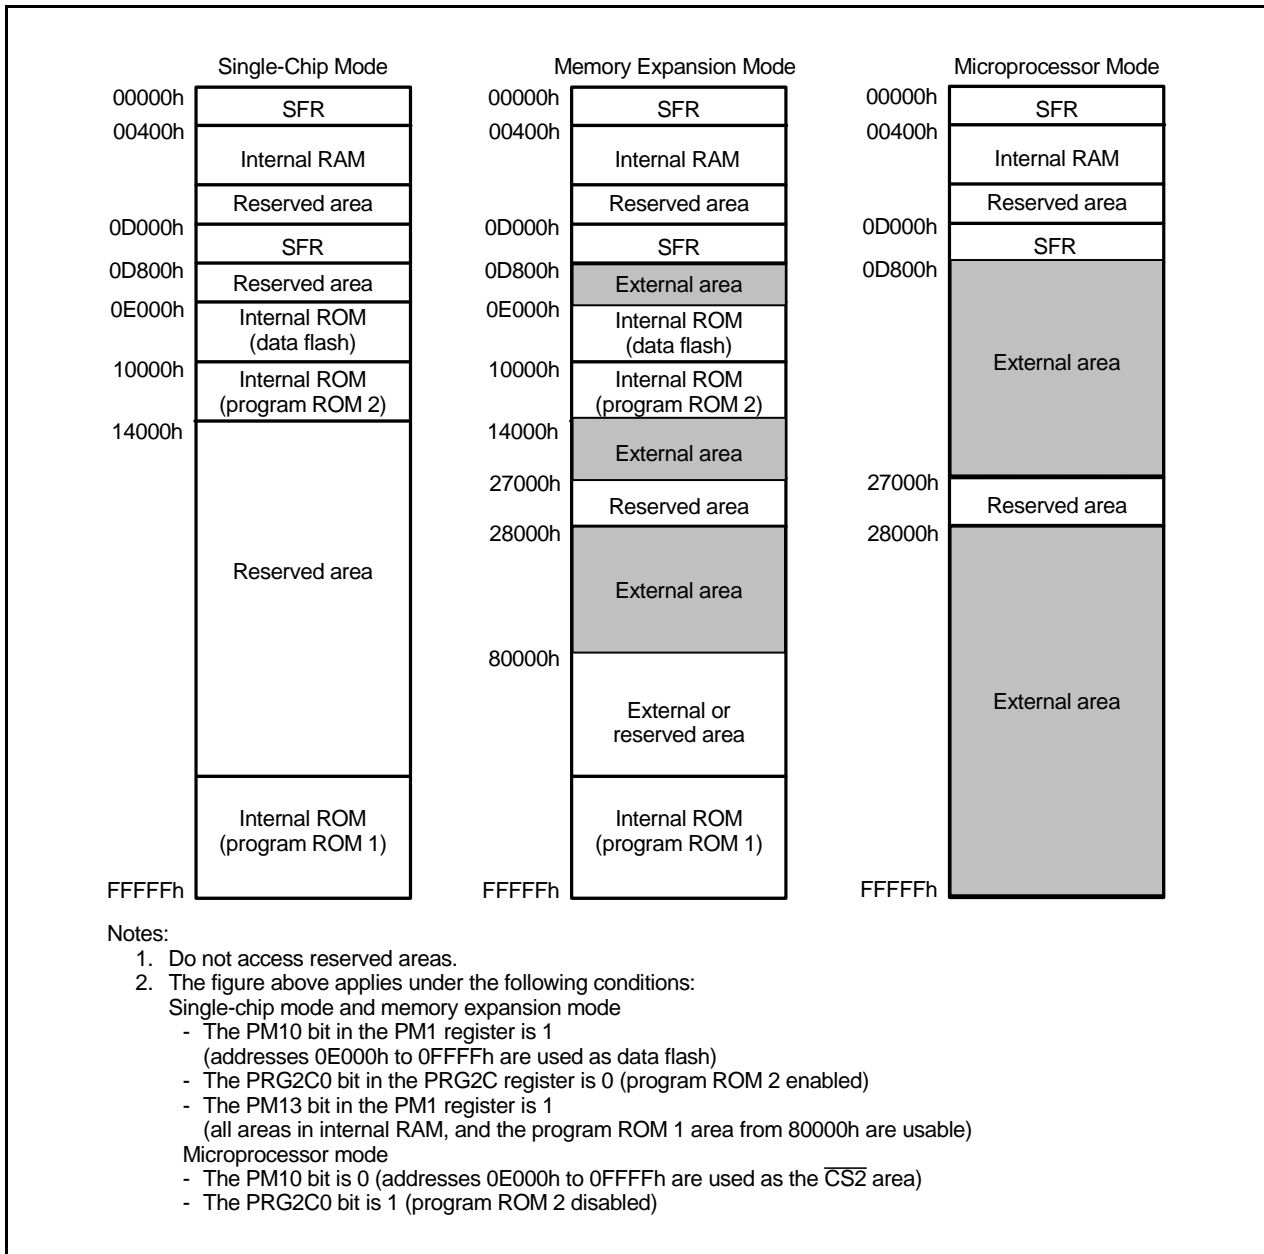 Single-Chip Mode
00000h
SFR
00400h
Internal RAM
Reserved area
0D000h
SFR
0D800h
Reserved area
0E000h
Internal ROM
(data flash)
10000h
Internal ROM
(program ROM 2)
14000h
Reserved area
Internal ROM
(program ROM 1)
FFFFFh
Memory Expansion Mode
00000h
SFR
00400h
Internal RAM
Reserved area
0D000h
SFR
0D800h
External area
0E000h
Internal ROM
(data flash)
10000h
Internal ROM
(program ROM 2)
14000h
External area
27000h
Reserved area
28000h
External area
80000h
External or
reserved area
Internal ROM
(program ROM 1)
FFFFFh
Microprocessor Mode
00000h
SFR
00400h
Internal RAM
Reserved area
0D000h
SFR
0D800h
External area
27000h
Reserved area
28000h
External area
FFFFFh
Notes:
1. Do not access reserved areas.
2. The figure above applies under the following conditions:
Single-chip mode and memory expansion mode
- The PM10 bit in the PM1 register is 1
(addresses 0E000h to 0FFFFh are used as data flash)
- The PRG2C0 bit in the PRG2C register is 0 (program ROM 2 enabled)
- The PM13 bit in the PM1 register is 1
(all areas in internal RAM, and the program ROM 1 area from 80000h are usable)
Microprocessor mode
- The PM10 bit is 0 (addresses 0E000h to 0FFFFh are used as the C̅S̅2̅ area)
- The PRG2C0 bit is 1 (program ROM 2 disabled)